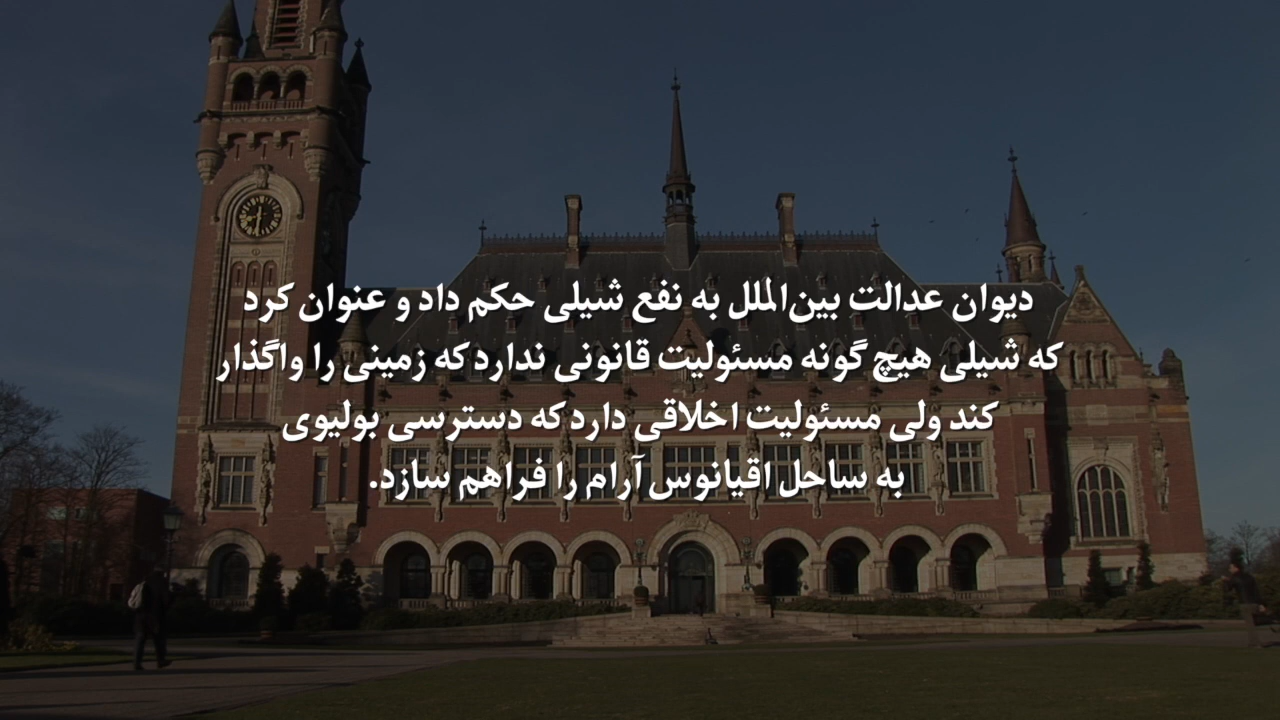 دیوان عدالت بین‌الملل به نفع شیلی حکم داد و عنوان کرد
که شیلی هیچ گونه مسئولیت قانونی ندارد که زمینی را واگذار
کند ولی مسئولیت اخلاقی دارد که دسترسی بولیوی
به ساحل اقیانوس آرام را فراهم سازد.